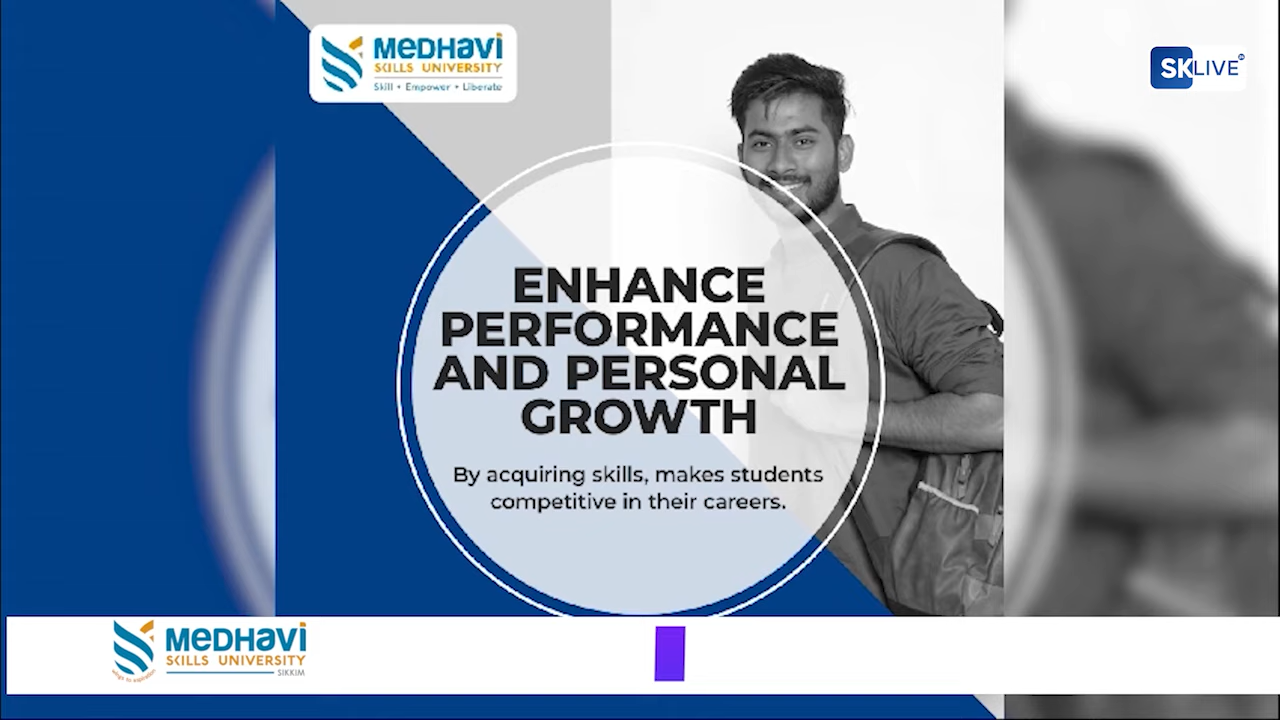 MEDHAVI
SKILLS UNIVERSITY
Skill • Empower • Liberate
SKLIVE
ENHANCE
PERFORMANCE
AND PERSONAL
GROWTH
By acquiring skills, makes students
competitive in their careers.
MEDHAVI
SKILLS UNIVERSITY
SIKKIM